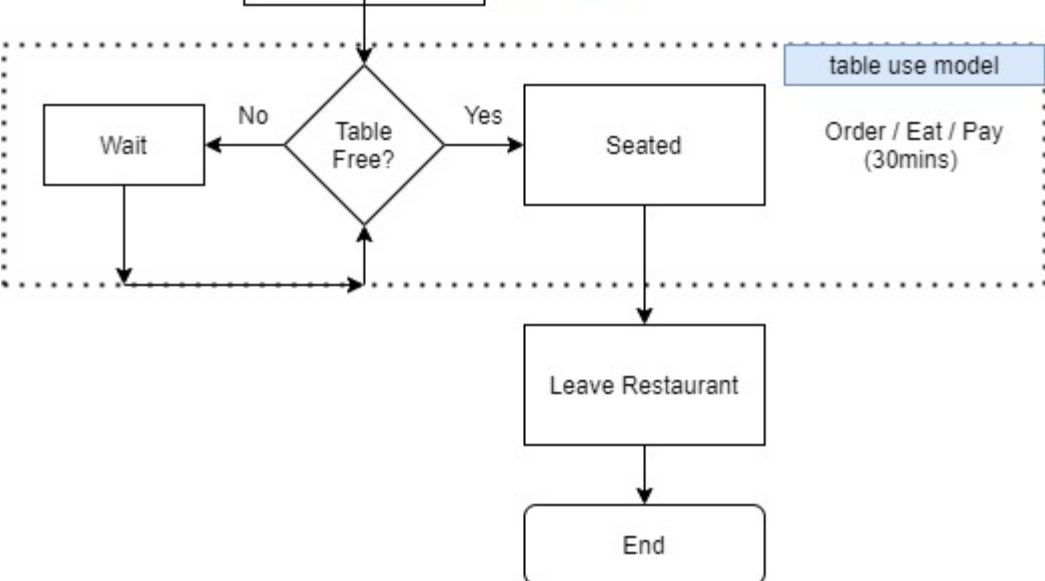 table use model
No
Yes
Wait
Table
Free?
Seated
Order / Eat / Pay
(30mins)
Leave Restaurant
End